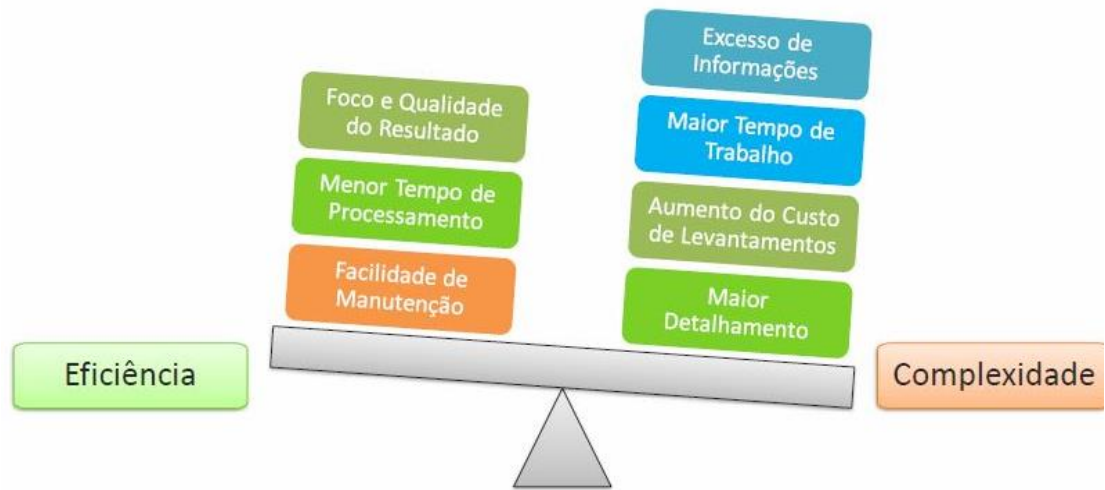 Foco e Qualidade
do Resultado
Menor Tempo de
Processamento
Facilidade de
Manutenção
Excesso de
Informações
Maior Tempo de
Trabalho
Aumento do Custo
de Levantamentos
Maior
Detalhamento
Eficiência
Complexidade